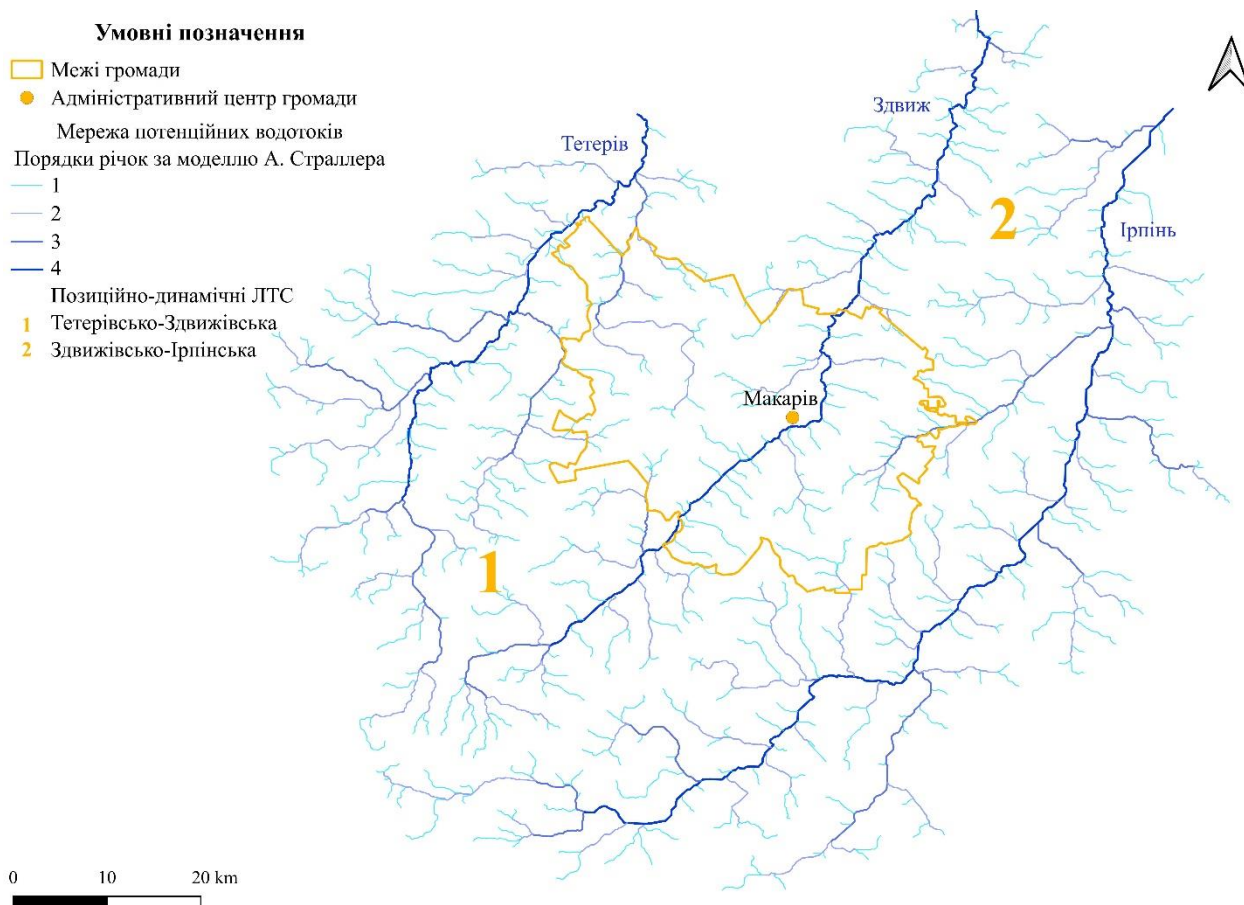 Умовні позначення
Межі громади
Адміністративний центр громади
Мережа потенційних водотоків
Порядки річок за моделлю А. Страллера
1
2
3
4
Позиційно-динамічні ЛТС
1 Тетерівсько-Здвижівська
2 Здвижівсько-Ірпінська
Здвиж
Тетерів
2
Ірпінь
Макарів
1
0 10 20 km